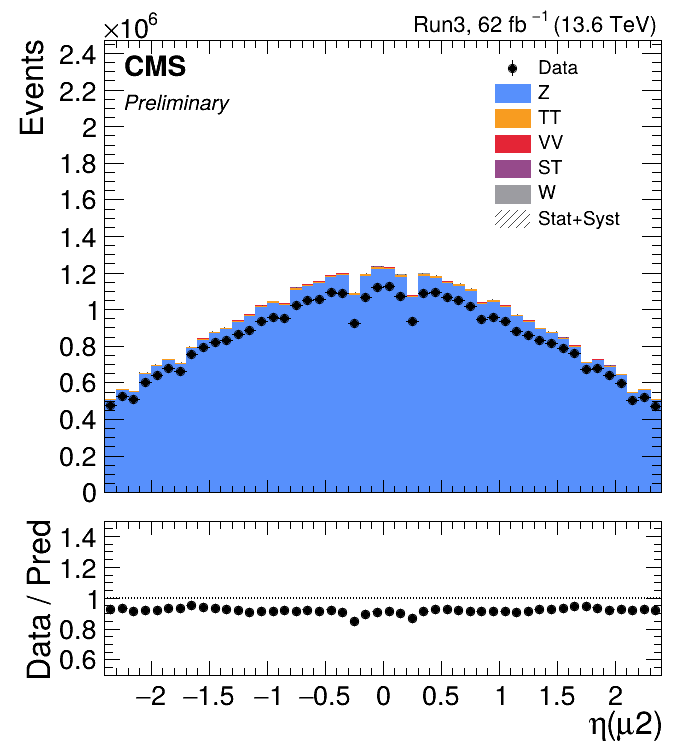 ×10⁶
Run3, 62 fb⁻¹ (13.6 TeV)
CMS
Preliminary
Data
Z
TT
VV
ST
W
Stat+Syst
Events
2.4
2.2
2
1.8
1.6
1.4
1.2
1
0.8
0.6
0.4
0.2
0
Data / Pred
1.4
1.2
1
0.8
0.6
−2 −1.5 −1 −0.5 0 0.5 1 1.5 2
η(μ2)